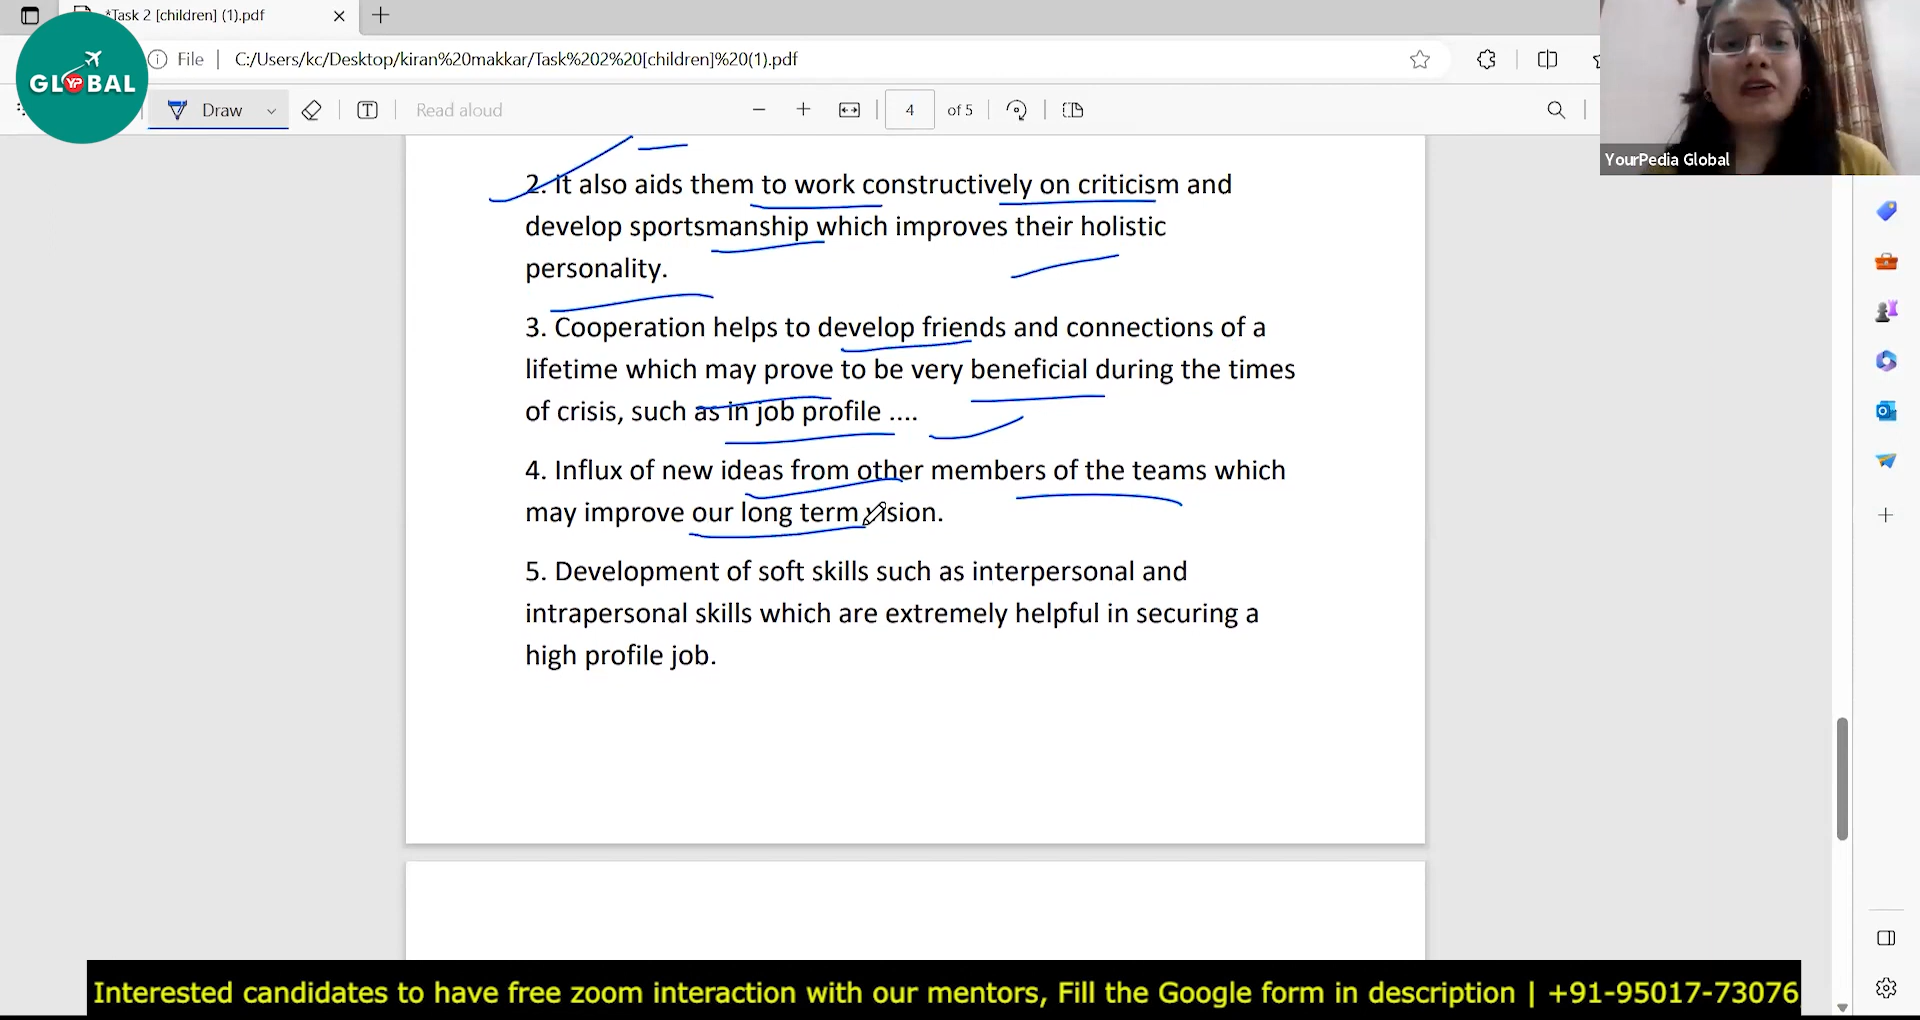 *Task 2 [children] (1).pdf
GLYPBAL
File
C:/Users/kc/Desktop/kiran%20makkar/Task%202%20[children]%20(1).pdf
Draw
Read aloud
4 of 5
YourPedia Global
2. It also aids them to work constructively on criticism and
develop sportsmanship which improves their holistic
personality.
3. Cooperation helps to develop friends and connections of a
lifetime which may prove to be very beneficial during the times
of crisis, such as in job profile ....
4. Influx of new ideas from other members of the teams which
may improve our long term vision.
5. Development of soft skills such as interpersonal and
intrapersonal skills which are extremely helpful in securing a
high profile job.
Interested candidates to have free zoom interaction with our mentors, Fill the Google form in description | +91-95017-73076